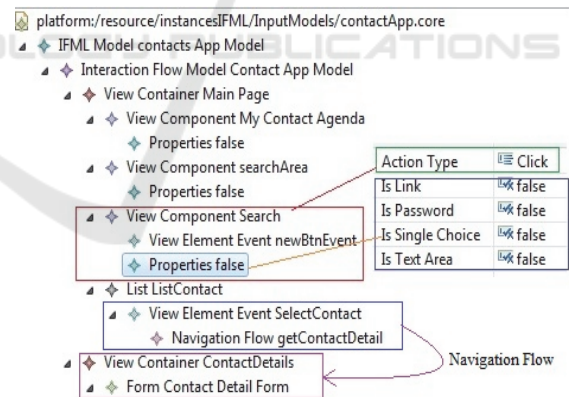 platform:/resource/instancesIFML/InputModels/contactApp.core
IFML Model contacts App Model
Interaction Flow Model Contact App Model
View Container Main Page
View Component My Contact Agenda
Properties false
View Component searchArea
Properties false
View Component Search
View Element Event newBtnEvent
Properties false
List ListContact
View Element Event SelectContact
Navigation Flow getContactDetail
View Container ContactDetails
Form Contact Detail Form
Action Type Click
Is Link false
Is Password false
Is Single Choice false
Is Text Area false
Navigation Flow
PUBLICATIONS